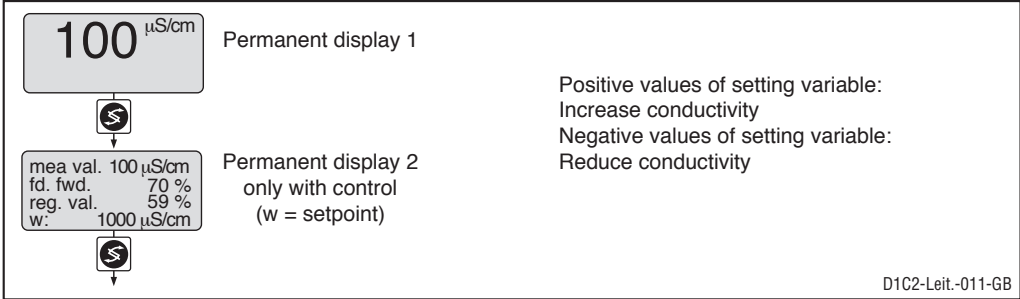 100 μS/cm
Permanent display 1
Positive values of setting variable:
Increase conductivity
Negative values of setting variable:
Reduce conductivity
mea val. 100 μS/cm
fd. fwd. 70 %
reg. val. 59 %
w: 1000 μS/cm
Permanent display 2
only with control
(w = setpoint)
D1C2-Leit.-011-GB